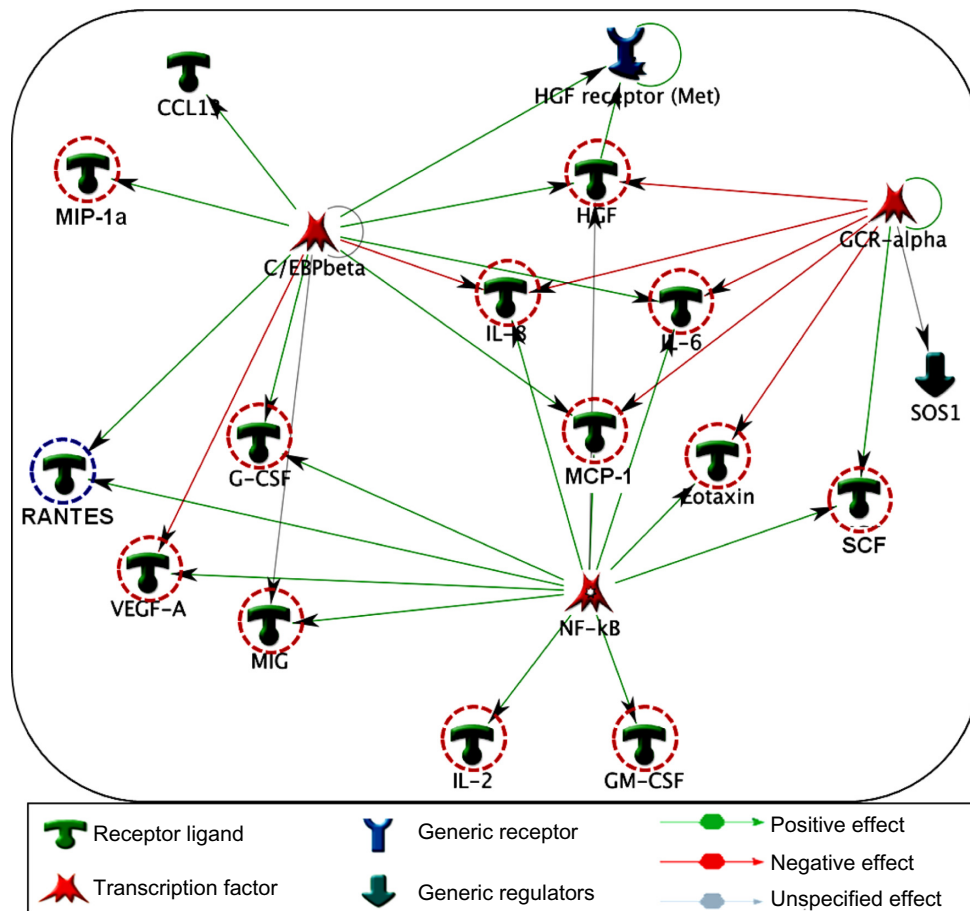 CCL13
HGF receptor (Met)
MIP-1a
HGF
GCR-alpha
C/EBPbeta
IL-8
IL-6
SOS1
G-CSF
MCP-1
Eotaxin
RANTES
SCF
VEGF-A
NF-kB
MIG
IL-2
GM-CSF
Receptor ligand
Generic receptor
Positive effect
Negative effect
Transcription factor
Generic regulators
Unspecified effect